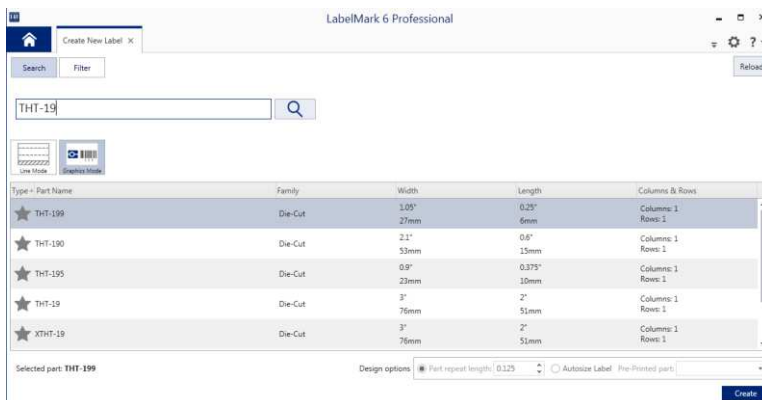 LabelMark 6 Professional
Create New Label ×
?
Search Filter
Reload
THT-19
Line Mode Graphics Mode
Type Part Name Family Width Length Columns & Rows
THT-199 Die-Cut 1.05" 0.25" Columns: 1
27mm 6mm Rows: 1
THT-190 Die-Cut 2.1" 0.6" Columns: 1
53mm 15mm Rows: 1
THT-195 Die-Cut 0.9" 0.375" Columns: 1
23mm 10mm Rows: 1
THT-19 Die-Cut 3" 2" Columns: 1
76mm 51mm Rows: 1
XTHT-19 Die-Cut 3" 2" Columns: 1
76mm 51mm Rows: 1
Selected part: THT-199 Design options Part repeat length: 0.125 Autosize Label Pre-Printed part:
Create